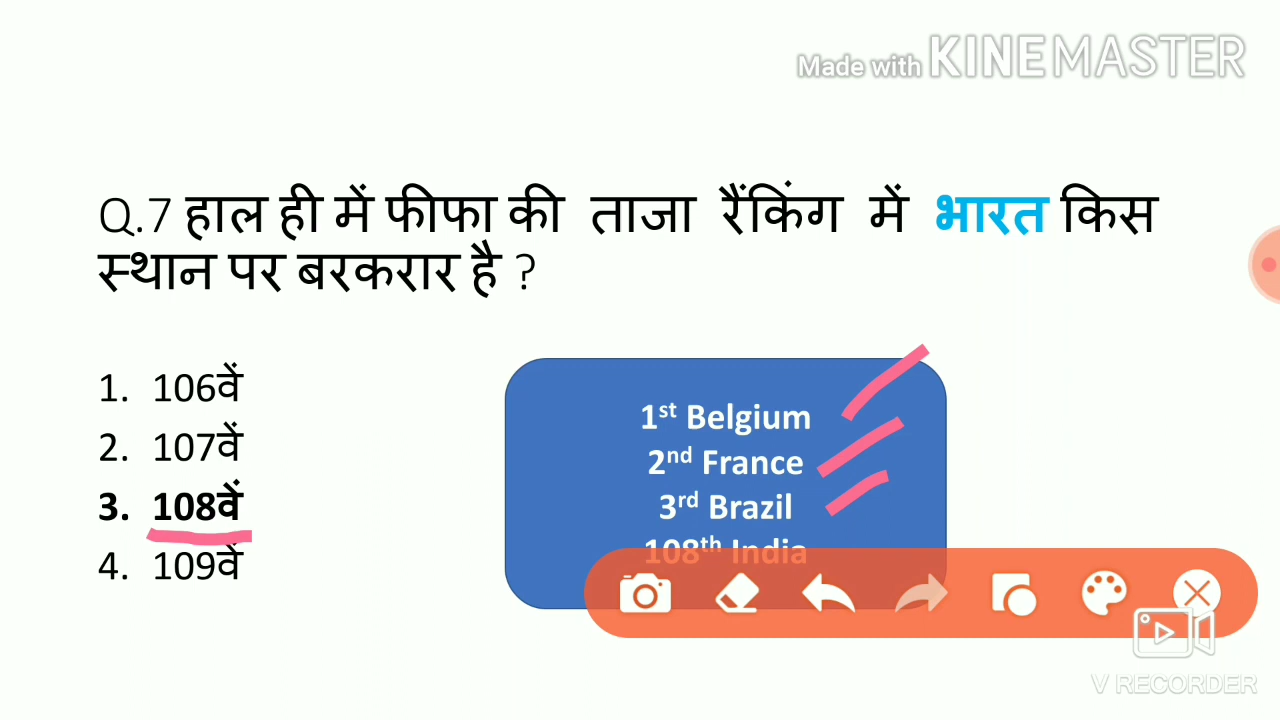 Made with KINEMASTER
Q.7 हाल ही में फीफा की ताजा रैंकिंग में भारत किस
स्थान पर बरकरार है ?
1. 106वें
2. 107वें
3. 108वें
4. 109वें
1st Belgium
2nd France
3rd Brazil
108th India
V RECORDER